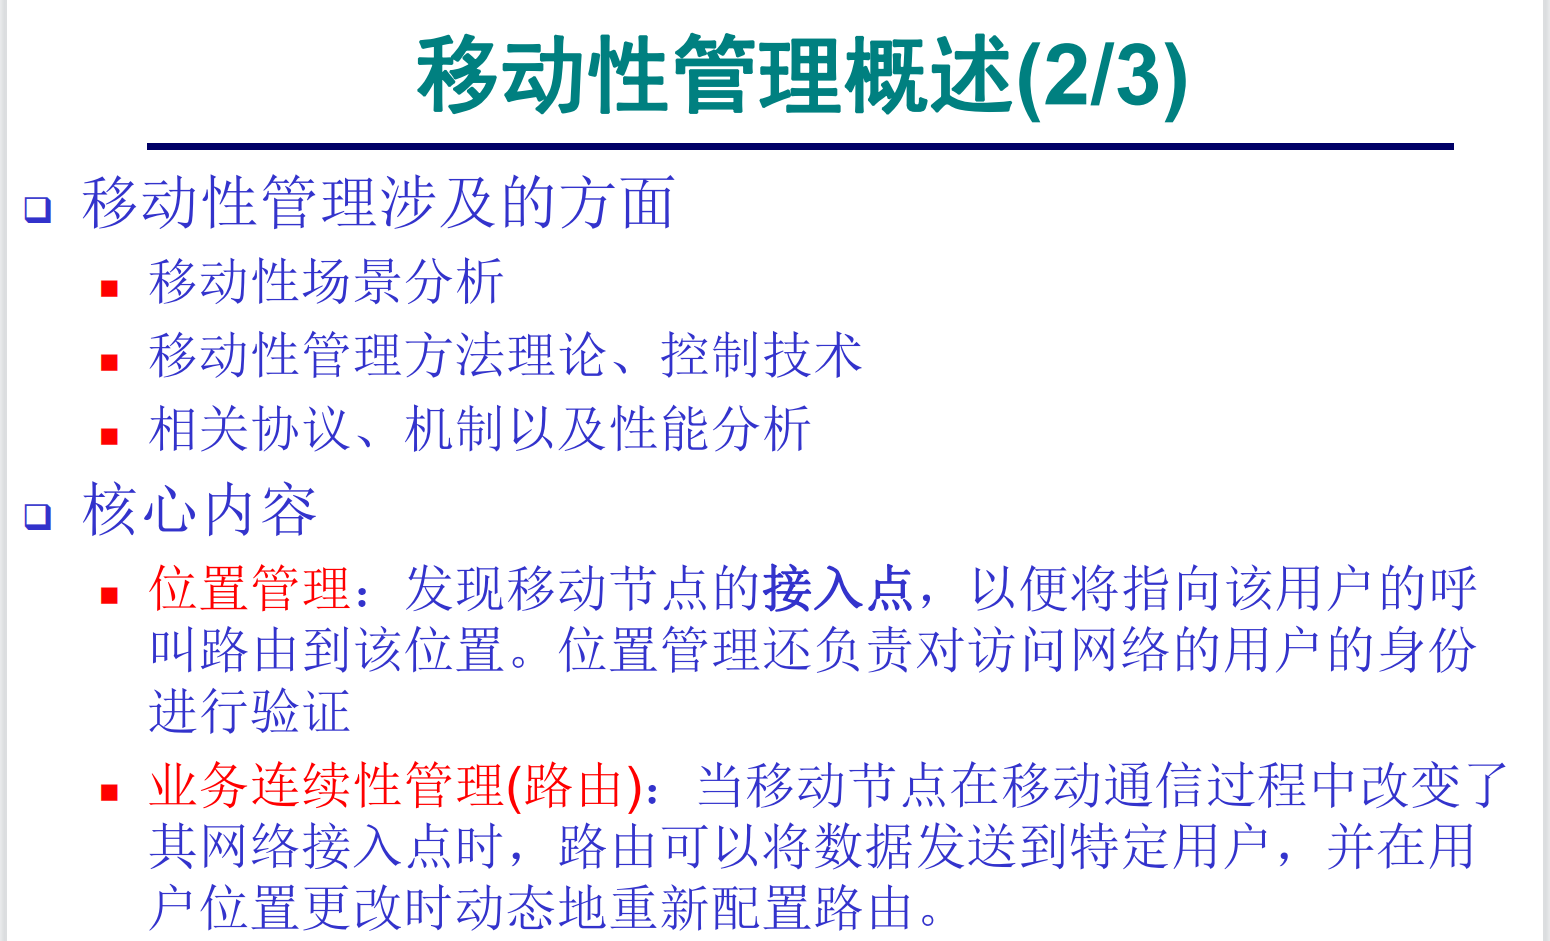 移动性管理概述(2/3)
移动性管理涉及的方面
移动性场景分析
移动性管理方法理论、控制技术
相关协议、机制以及性能分析
核心内容
位置管理：发现移动节点的接入点，以便将指向该用户的呼
叫路由到该位置。位置管理还负责对访问网络的用户的身份
进行验证
业务连续性管理(路由)：当移动节点在移动通信过程中改变了
其网络接入点时，路由可以将数据发送到特定用户，并在用
户位置更改时动态地重新配置路由。